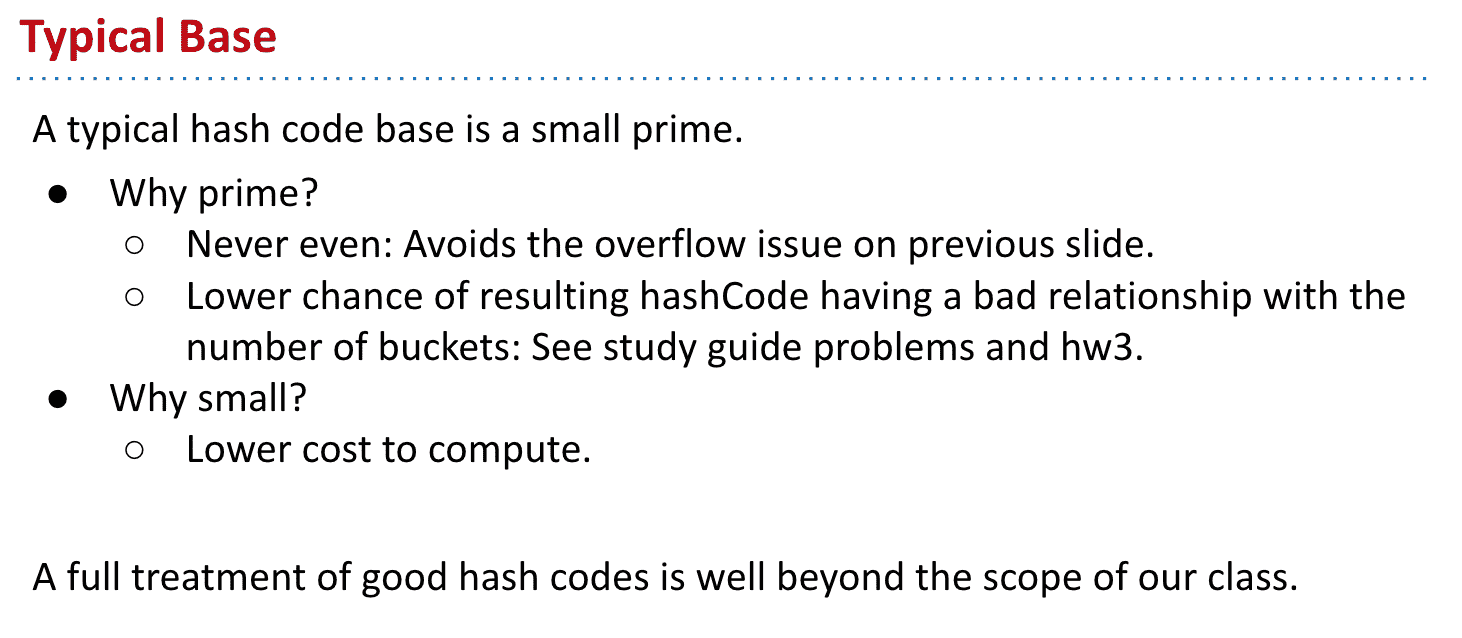 Typical Base
A typical hash code base is a small prime.
● Why prime?
○ Never even: Avoids the overflow issue on previous slide.
○ Lower chance of resulting hashCode having a bad relationship with the
number of buckets: See study guide problems and hw3.
● Why small?
○ Lower cost to compute.
A full treatment of good hash codes is well beyond the scope of our class.